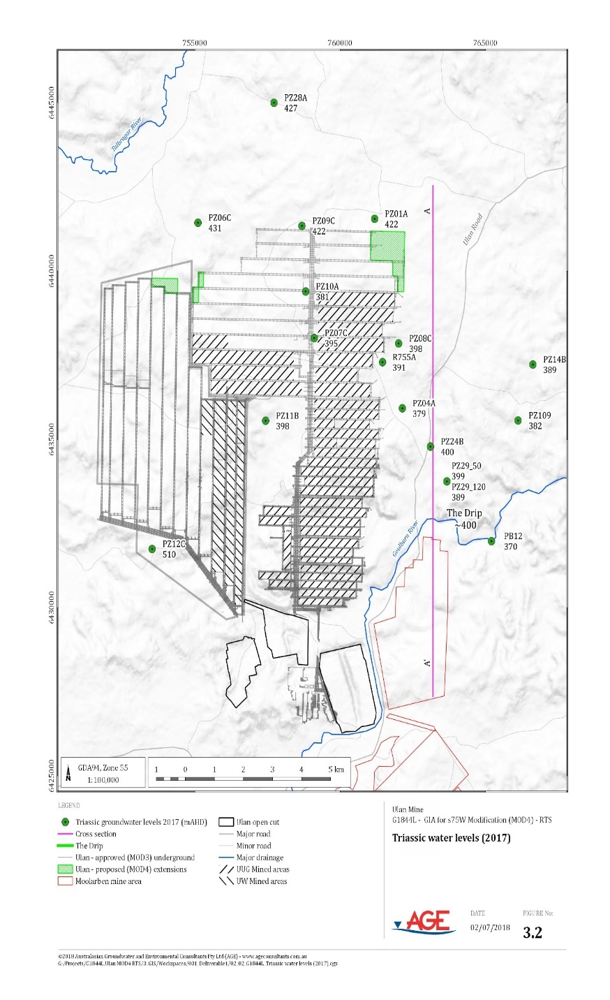 755000
760000
765000
6445000
6440000
6435000
6430000
6425000
Talbragar River
PZ28A
427
PZ06C
431
PZ09C
422
PZ01A
422
A
Ulan Road
PZ10A
381
PZ07C
395
PZ08C
398
R755A
391
PZ14B
389
PZ04A
379
PZ11B
398
PZ109
382
PZ24B
400
PZ29_50
399
PZ29_120
389
The Drip
~400
PB12
370
Goulburn River
PZ12C
510
A'
N
GDA94, Zone 55
1:100,000
1 0 1 2 3 4 5 km
LEGEND
Triassic groundwater levels 2017 (mAHD)
Cross section
The Drip
Ulan - approved (MOD3) underground
Ulan - proposed (MOD4) extensions
Moolarben mine area
Ulan open cut
Major road
Minor road
Major drainage
UUG Mined areas
UW Mined areas
Ulan Mine
G1844L - GIA for s75W Modification (MOD4) - RTS
Triassic water levels (2017)
AGE
DATE
02/07/2018
FIGURE No:
3.2
©2018 Australasian Groundwater and Environmental Consultants Pty Ltd (AGE) - www.ageconsultants.com.au
G:/Projects/G1844L.Ulan MOD4 RTS/3_GIS/Workspaces/001_Deliverable1/02_02_G1844L_Triassic water levels (2017).qgs